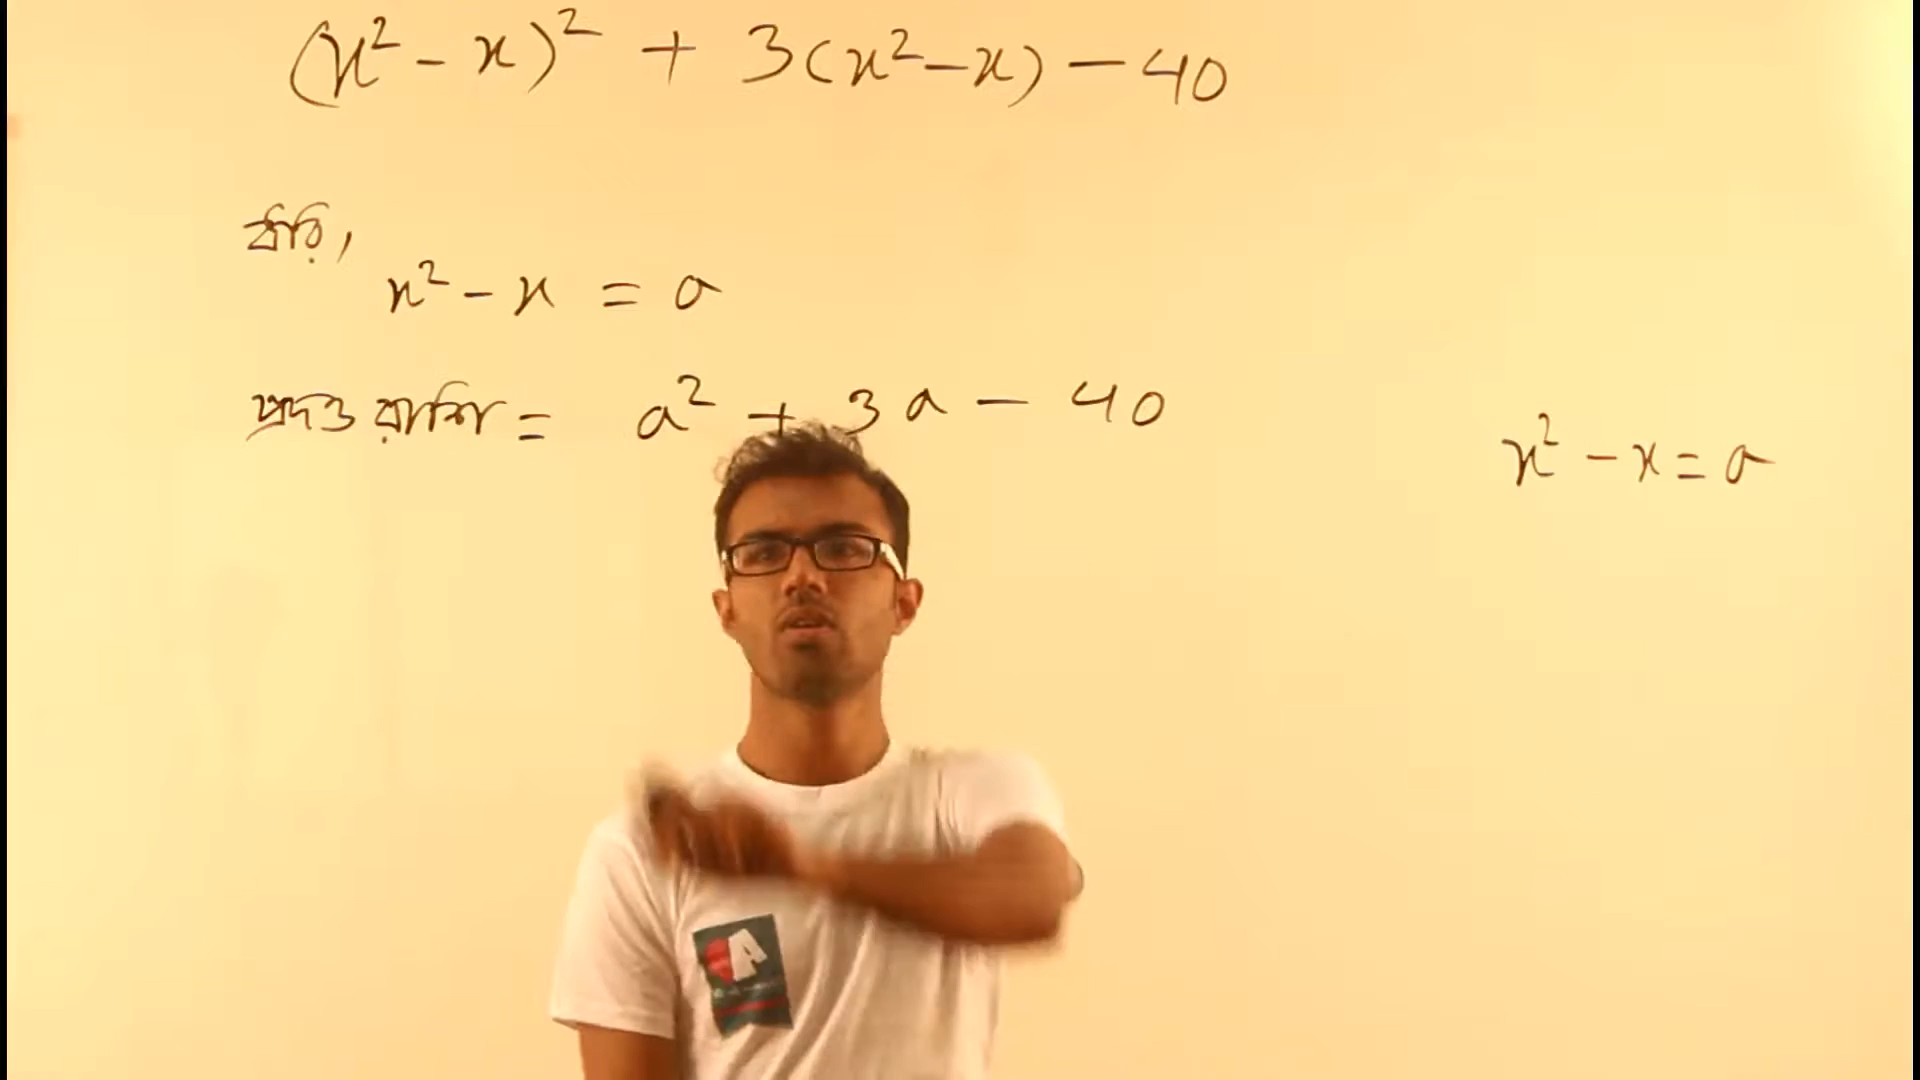 (x² - x)² + 3(x² - x) - 40
ধরি,
x² - x = a
প্রদত্ত রাশি = a² + 3a - 40
x² - x = a
A